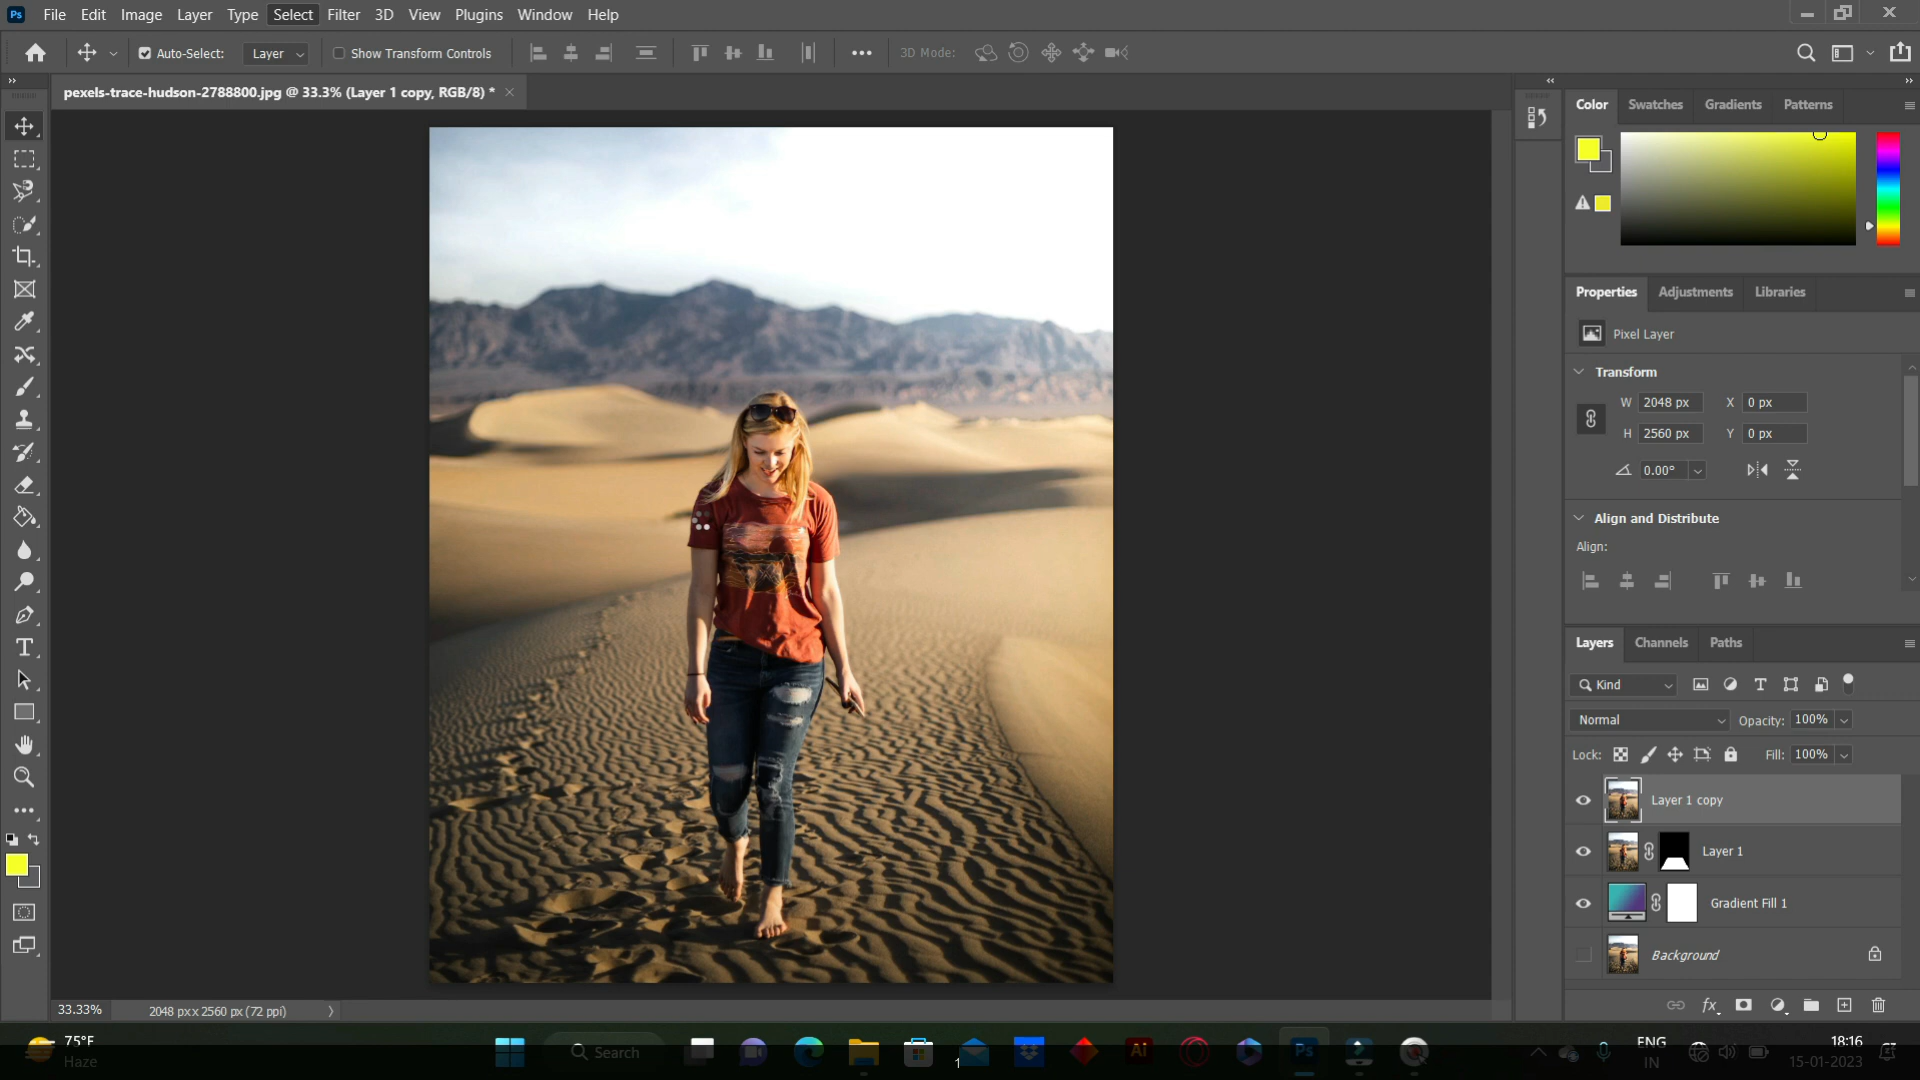 Ps File Edit Image Layer Type Select Filter 3D View Plugins Window Help
Auto-Select: Layer Show Transform Controls 3D Mode:
pexels-trace-hudson-2788800.jpg @ 33.3% (Layer 1 copy, RGB/8) *
Color Swatches Gradients Patterns
Properties Adjustments Libraries
Pixel Layer
Transform
W 2048 px X 0 px
H 2560 px Y 0 px
0.00°
Align and Distribute
Align:
Layers Channels Paths
Kind
Normal Opacity: 100%
Lock: Fill: 100%
Layer 1 copy
Layer 1
Gradient Fill 1
Background
33.33% 2048 px x 2560 px (72 ppi)
75°F
Haze
Search
1
Ai
Ps
ENG
IN
18:16
15-01-2023